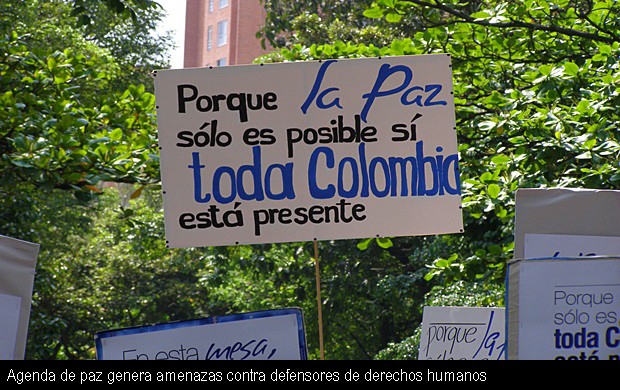 Porque la Paz
sólo es posible sí
toda Colombia
está presente
En esta mesa,
porque la
Porque
sólo es
toda C
Agenda de paz genera amenazas contra defensores de derechos humanos